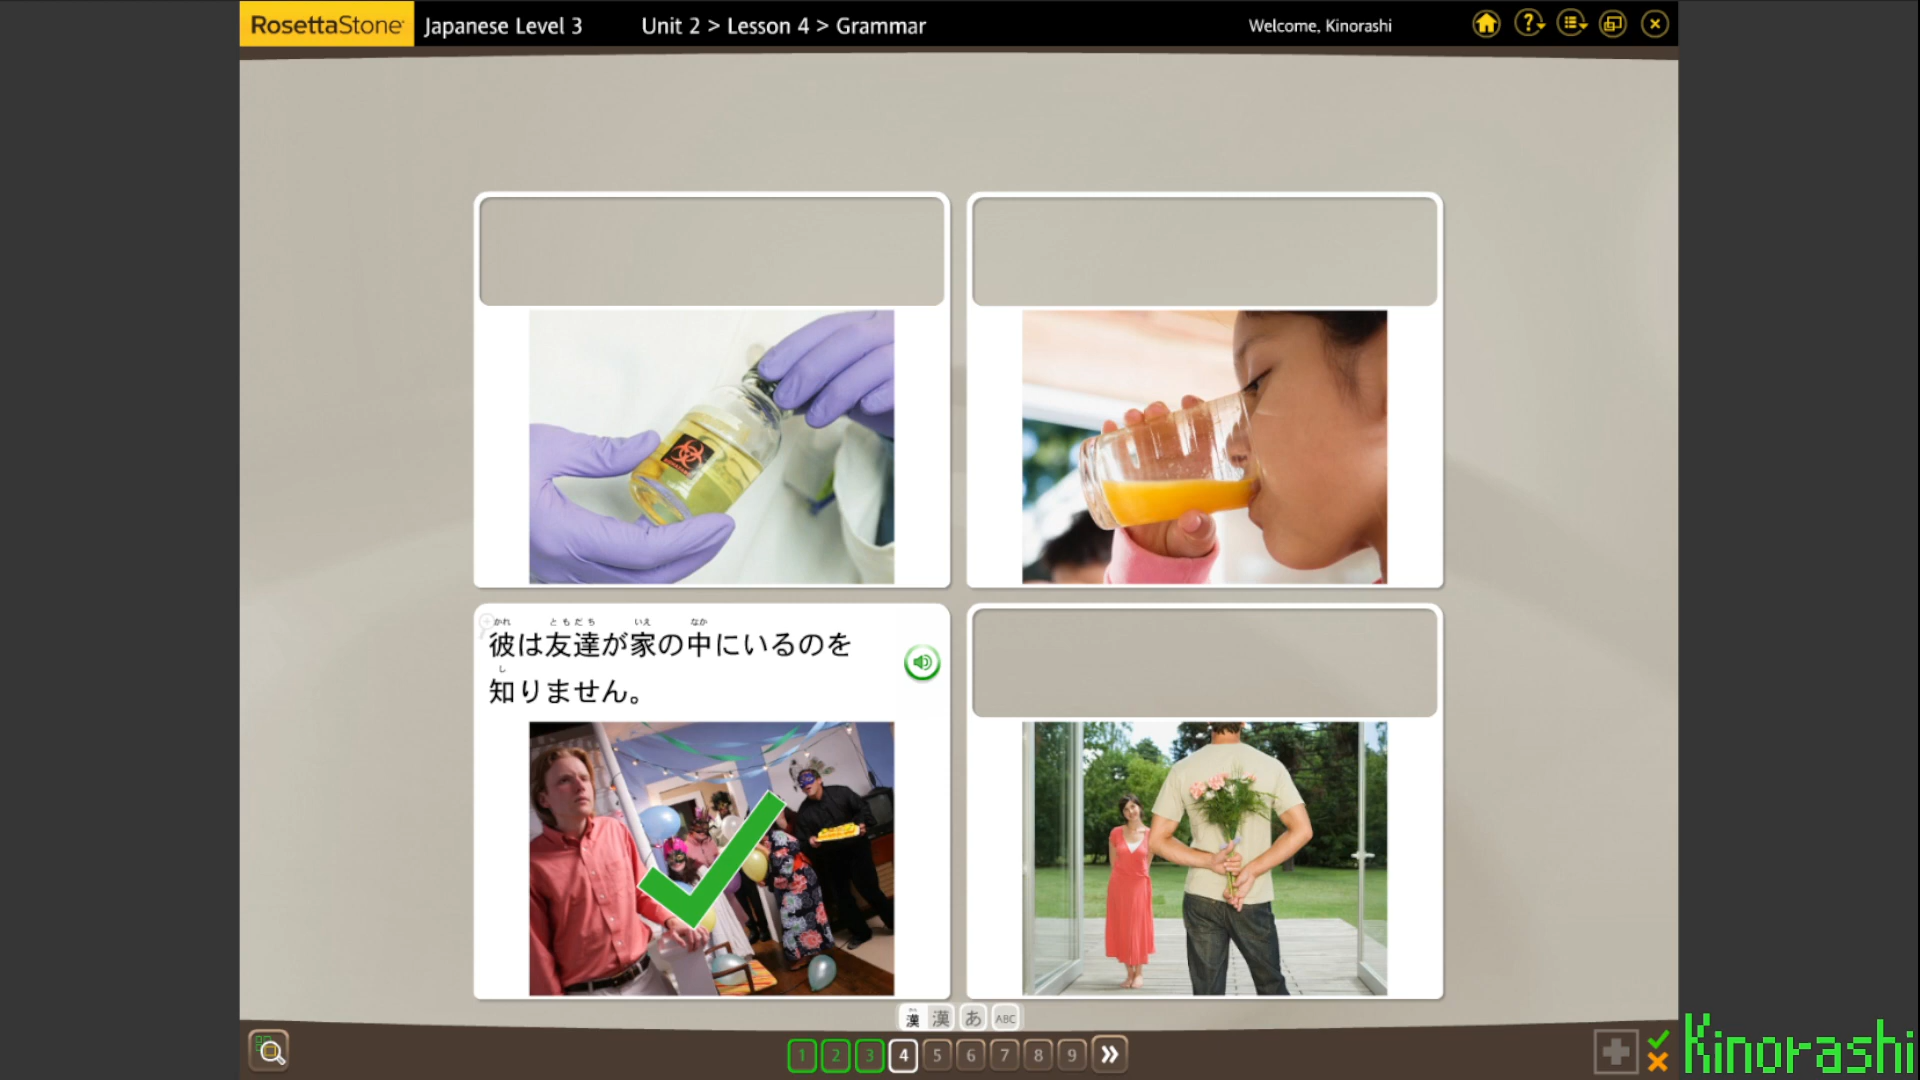 RosettaStone
Japanese Level 3
Unit 2 > Lesson 4 > Grammar
Welcome, Kinorashi
かれ ともだち いえ なか
彼は友達が家の中にいるのを
し
知りません。
漢 漢 あ ABC
1 2 3 4 5 6 7 8 9
Kinorashi